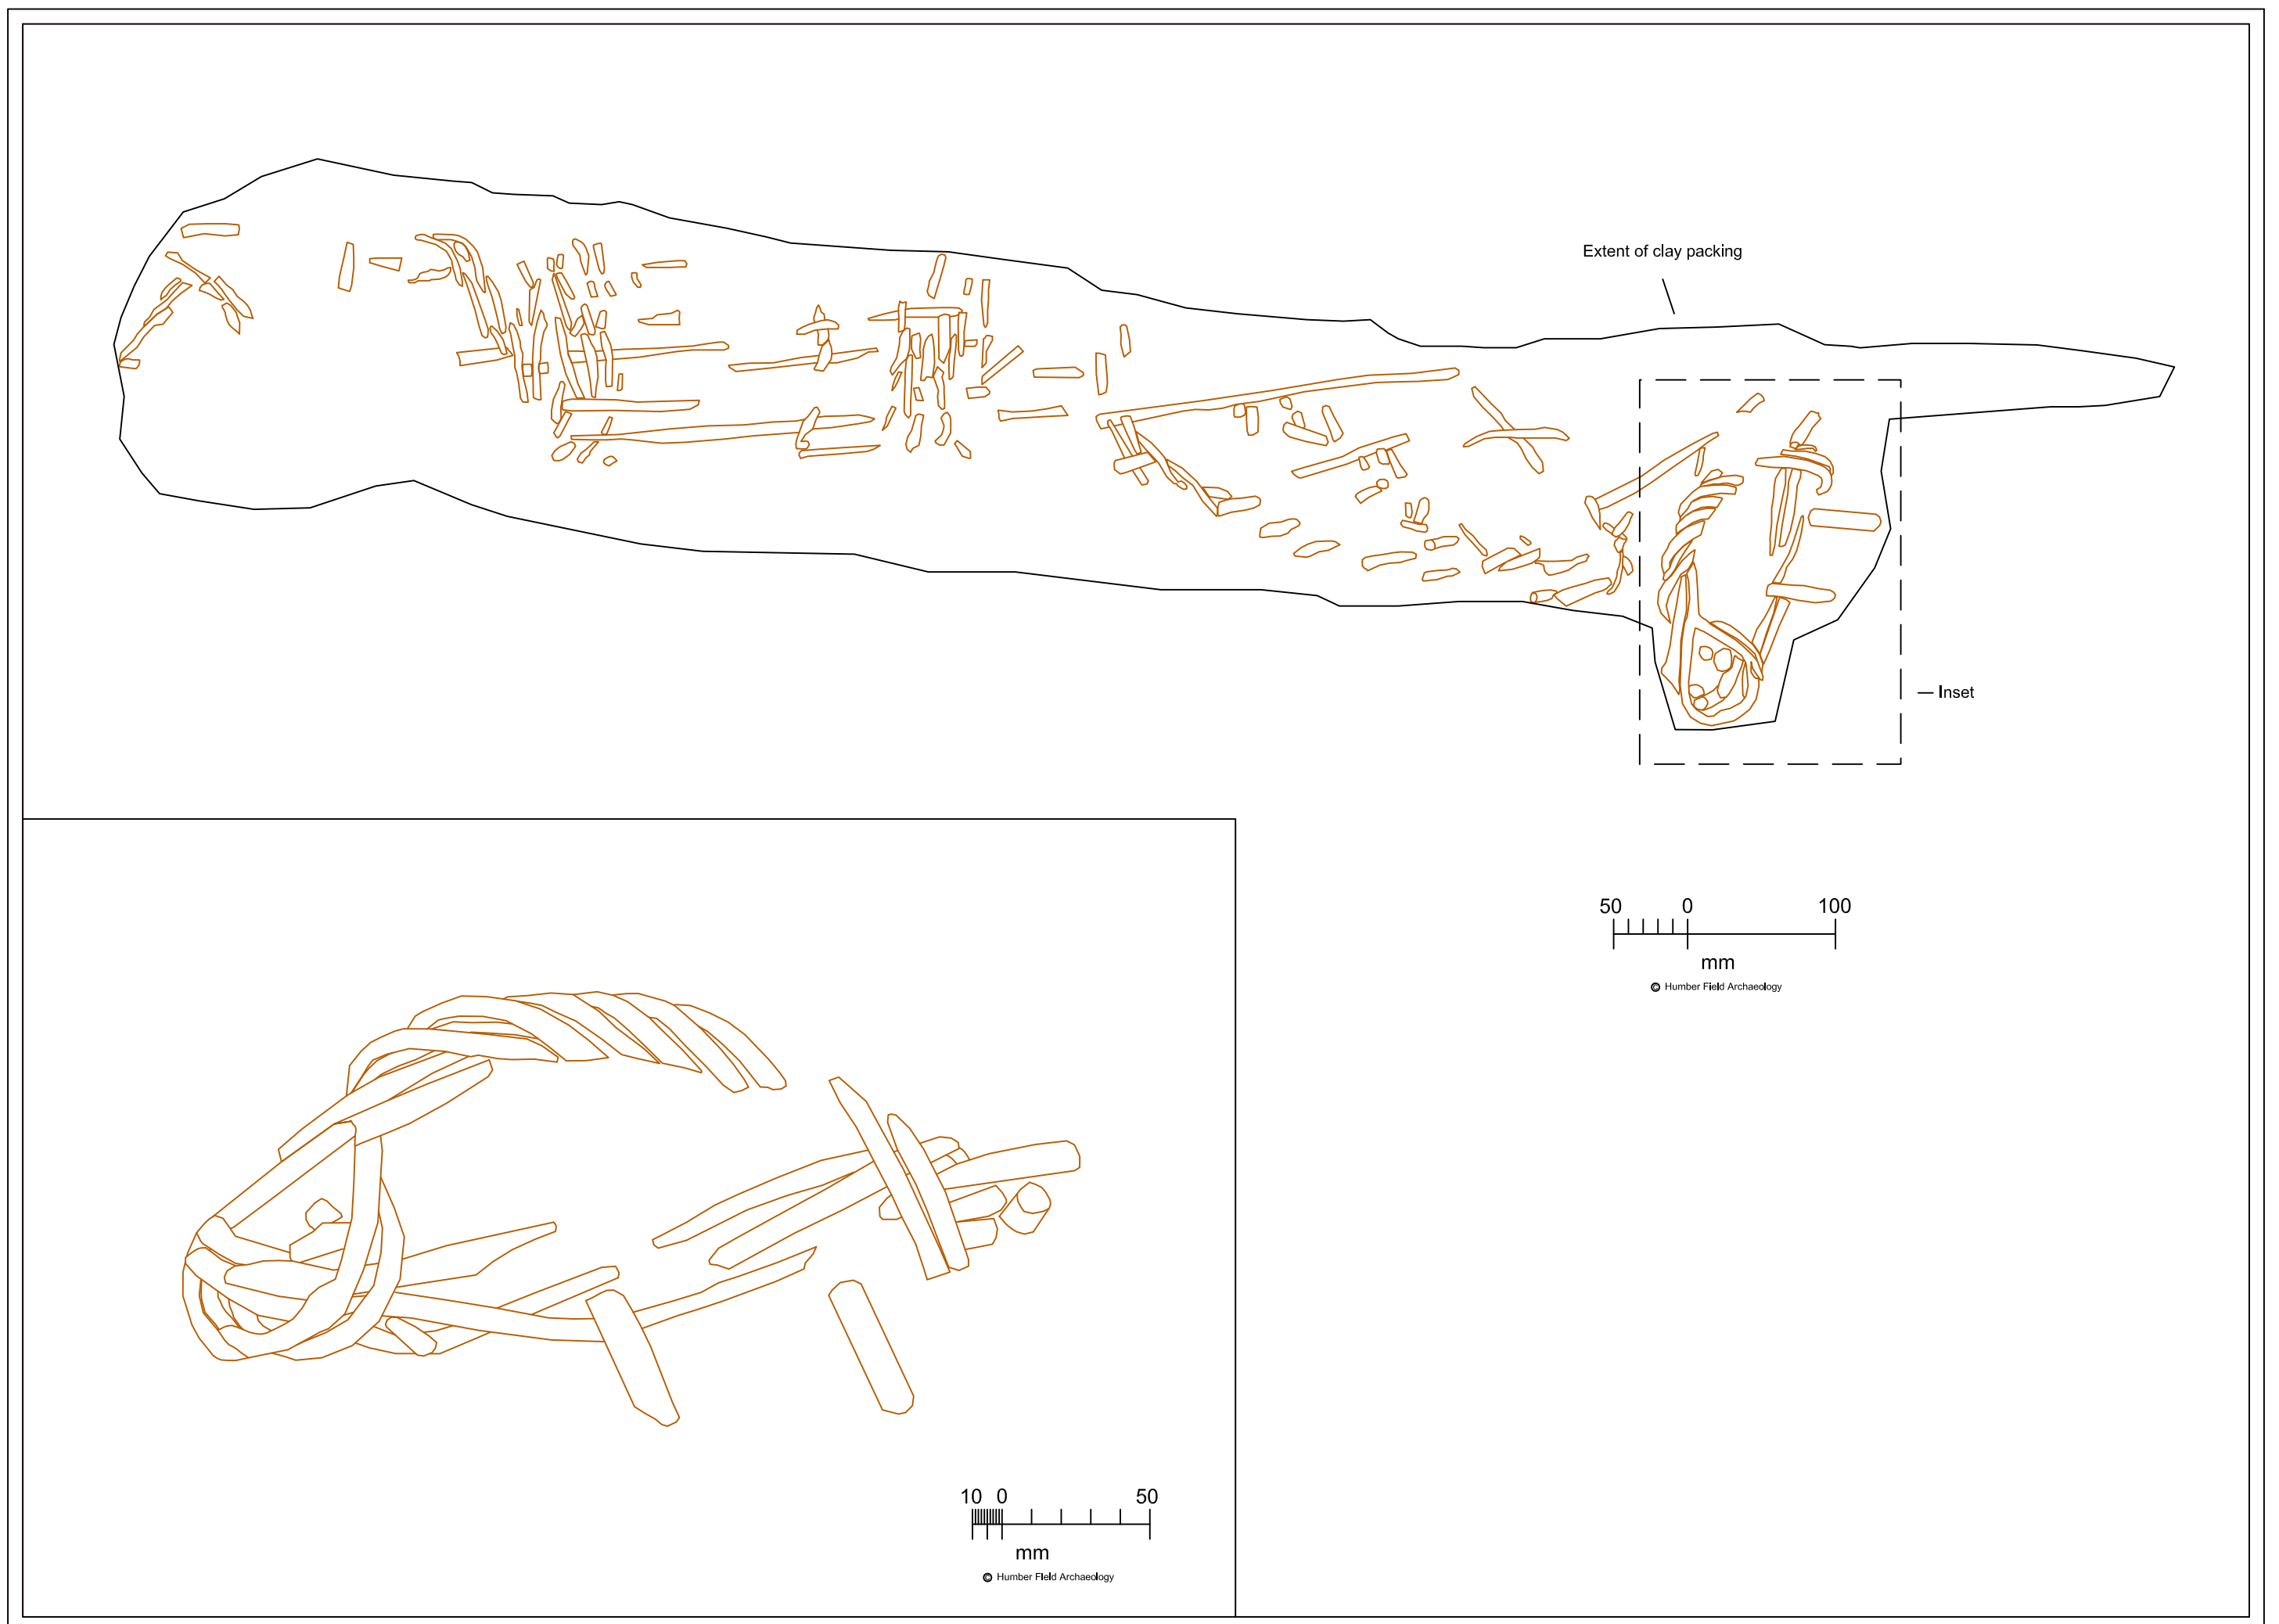 Extent of clay packing
Inset
50 0 100
mm
© Humber Field Archaeology
10 0 50
mm
© Humber Field Archaeology